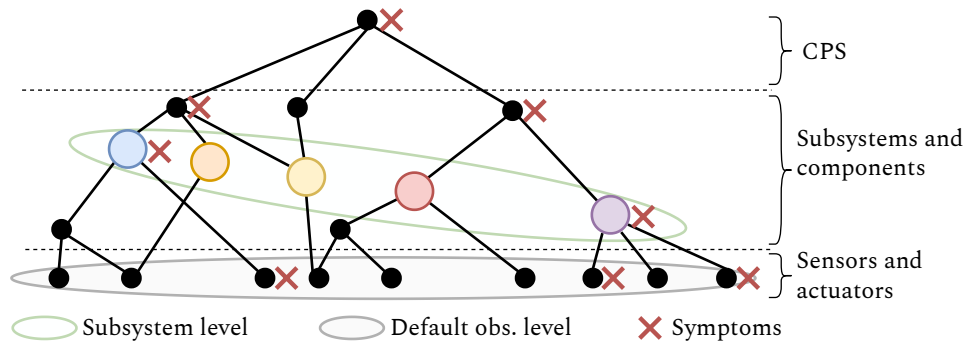 CPS
Subsystems and
components
Sensors and
actuators
Subsystem level
Default obs. level
Symptoms